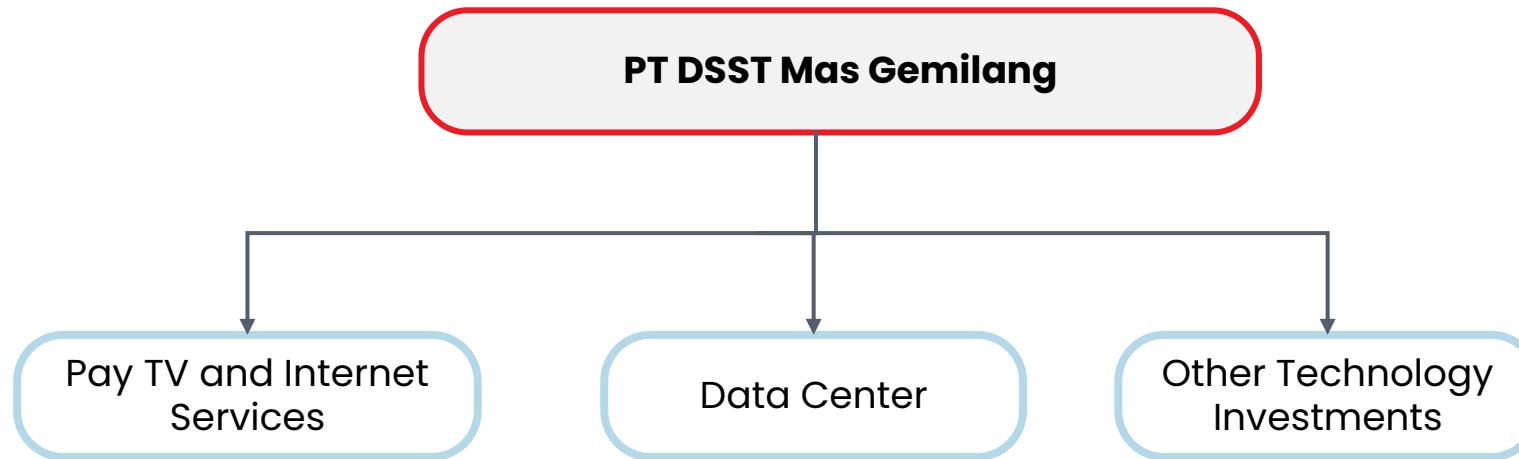 PT DSST Mas Gemilang
Pay TV and Internet
Services
Data Center
Other Technology
Investments